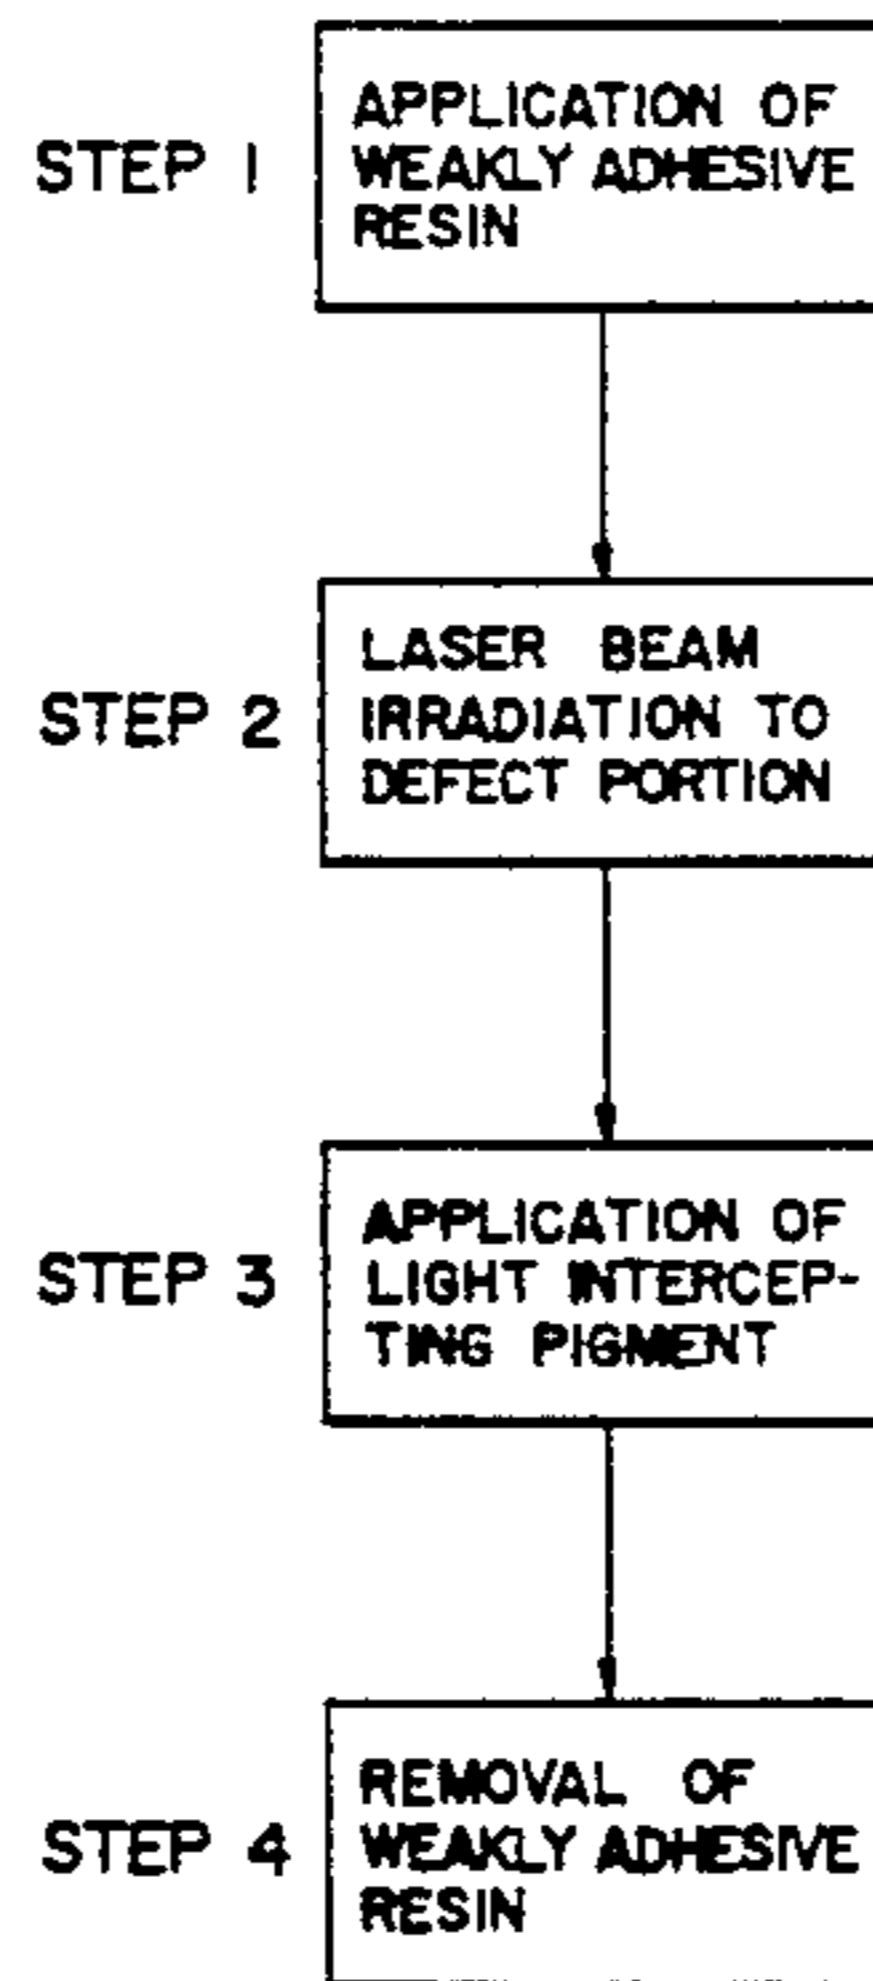 STEP 1
APPLICATION OF
WEAKLY ADHESIVE
RESIN
STEP 2
LASER BEAM
IRRADIATION TO
DEFECT PORTION
STEP 3
APPLICATION OF
LIGHT INTERCEP-
TING PIGMENT
STEP 4
REMOVAL OF
WEAKLY ADHESIVE
RESIN